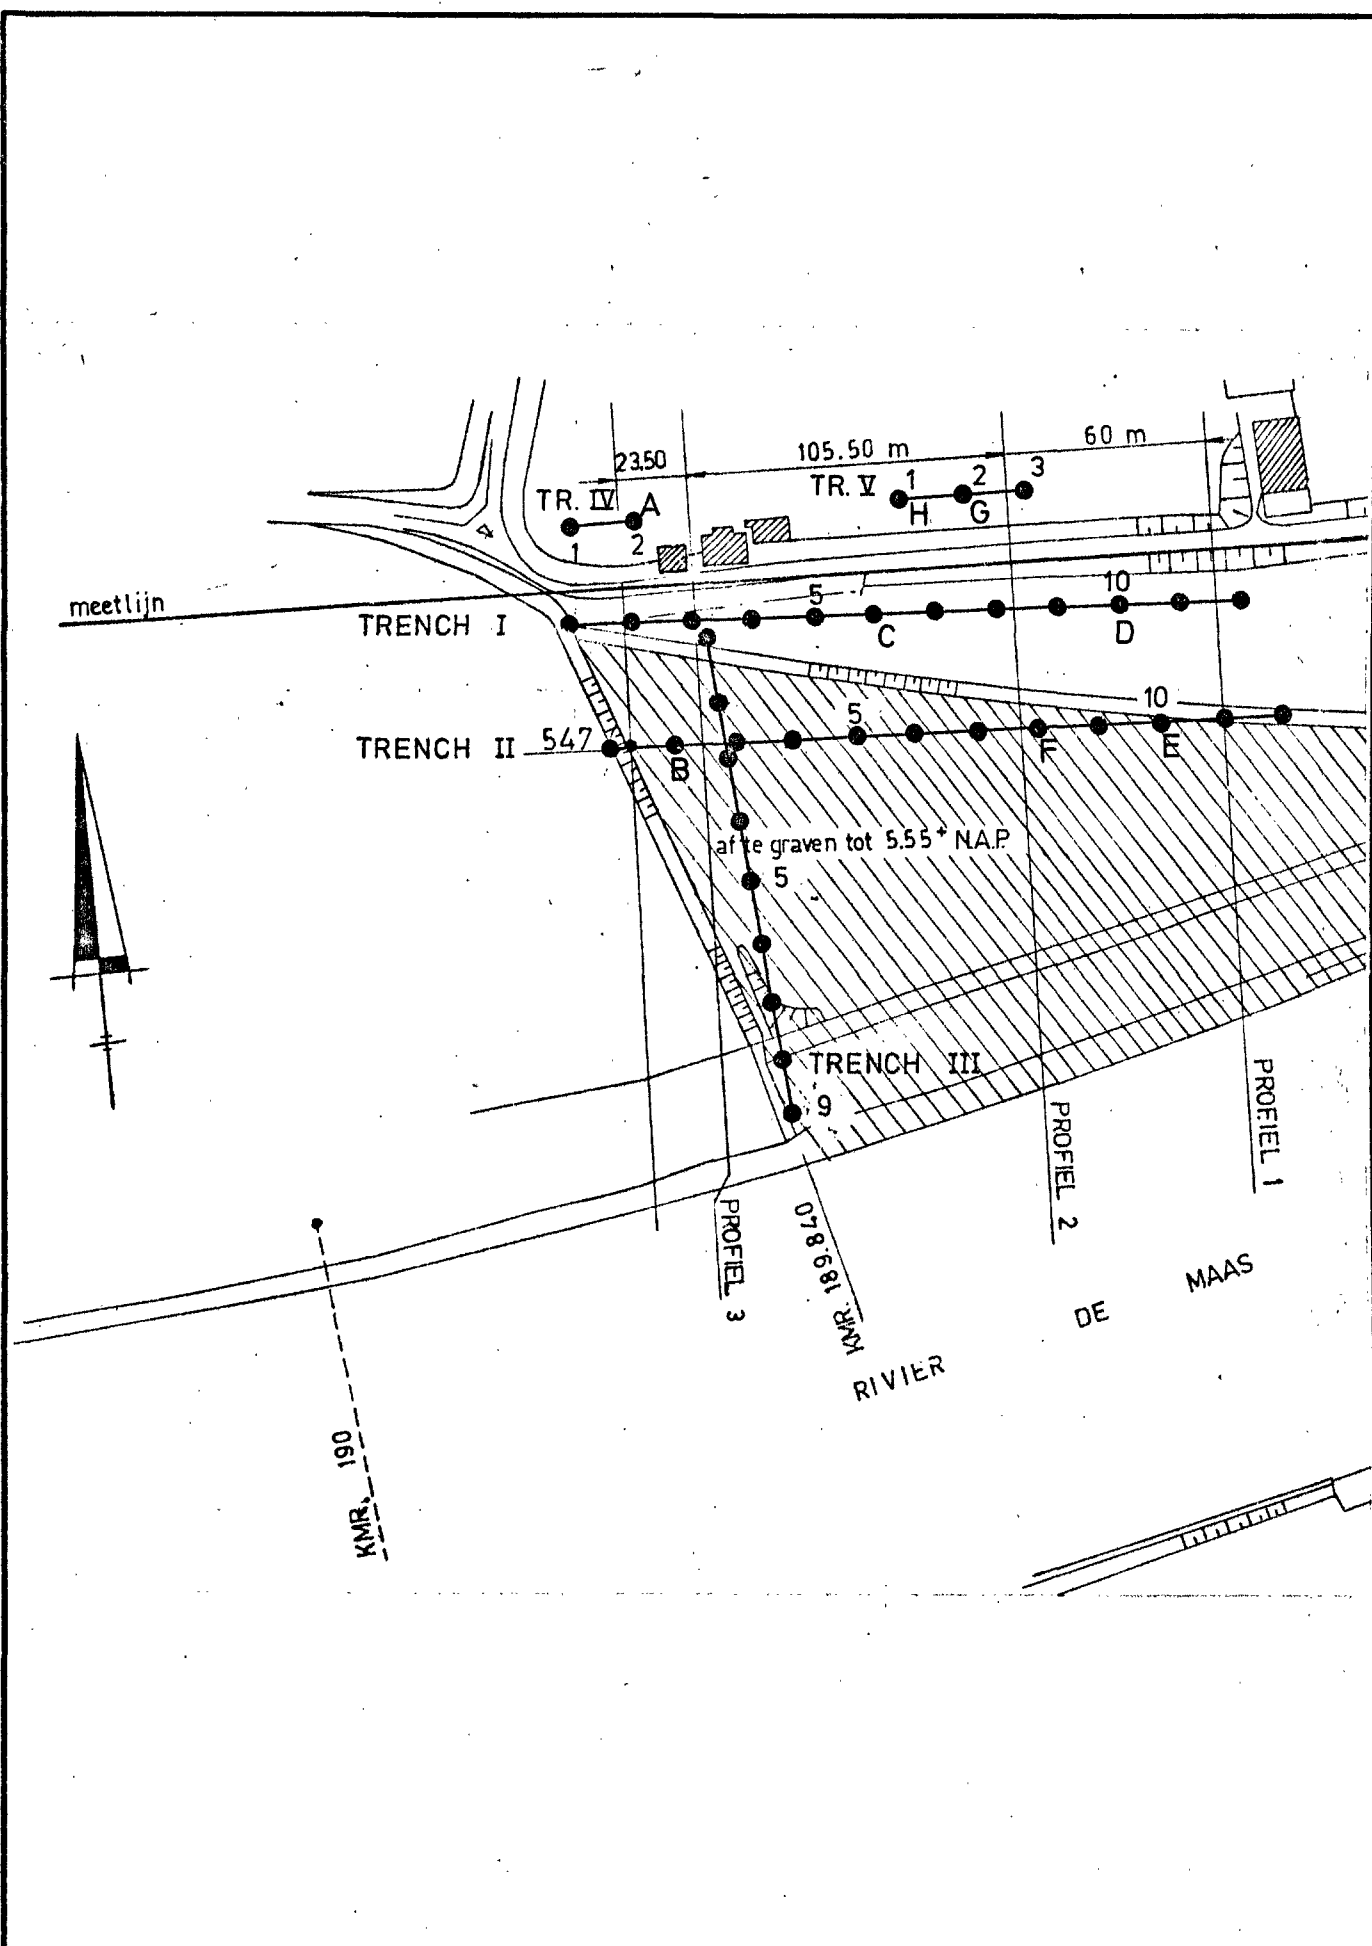 23.50
105.50 m
60 m
TR. IV
A
1
2
TR. V
1
2
3
H
G
meetlijn
TRENCH I
5
10
C
D
TRENCH II
547
5
10
B
F
E
af te graven tot 5.55+ N.A.P.
5
TRENCH III
9
PROFIEL 1
PROFIEL 2
PROFIEL 3
KMR. 189.840
RIVIER DE MAAS
KMR. 190